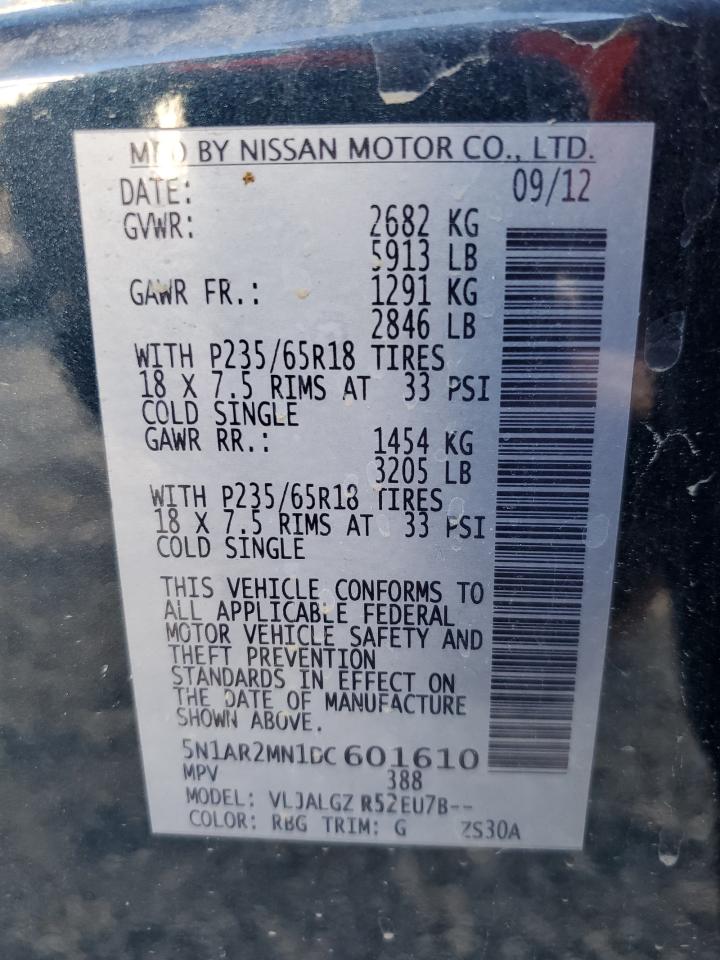 MFD BY NISSAN MOTOR CO., LTD.
DATE: 09/12
GVWR: 2682 KG
5913 LB
GAWR FR.: 1291 KG
2846 LB
WITH P235/65R18 TIRES
18 X 7.5 RIMS AT 33 PSI
COLD SINGLE
GAWR RR.: 1454 KG
3205 LB
WITH P235/65R18 TIRES
18 X 7.5 RIMS AT 33 PSI
COLD SINGLE
THIS VEHICLE CONFORMS TO
ALL APPLICABLE FEDERAL
MOTOR VEHICLE SAFETY AND
THEFT PREVENTION
STANDARDS IN EFFECT ON
THE DATE OF MANUFACTURE
SHOWN ABOVE.
5N1AR2MN1DC601610
MPV 388
MODEL: VLJALGZ R52EU7B--
COLOR: RBG TRIM: G ZS30A